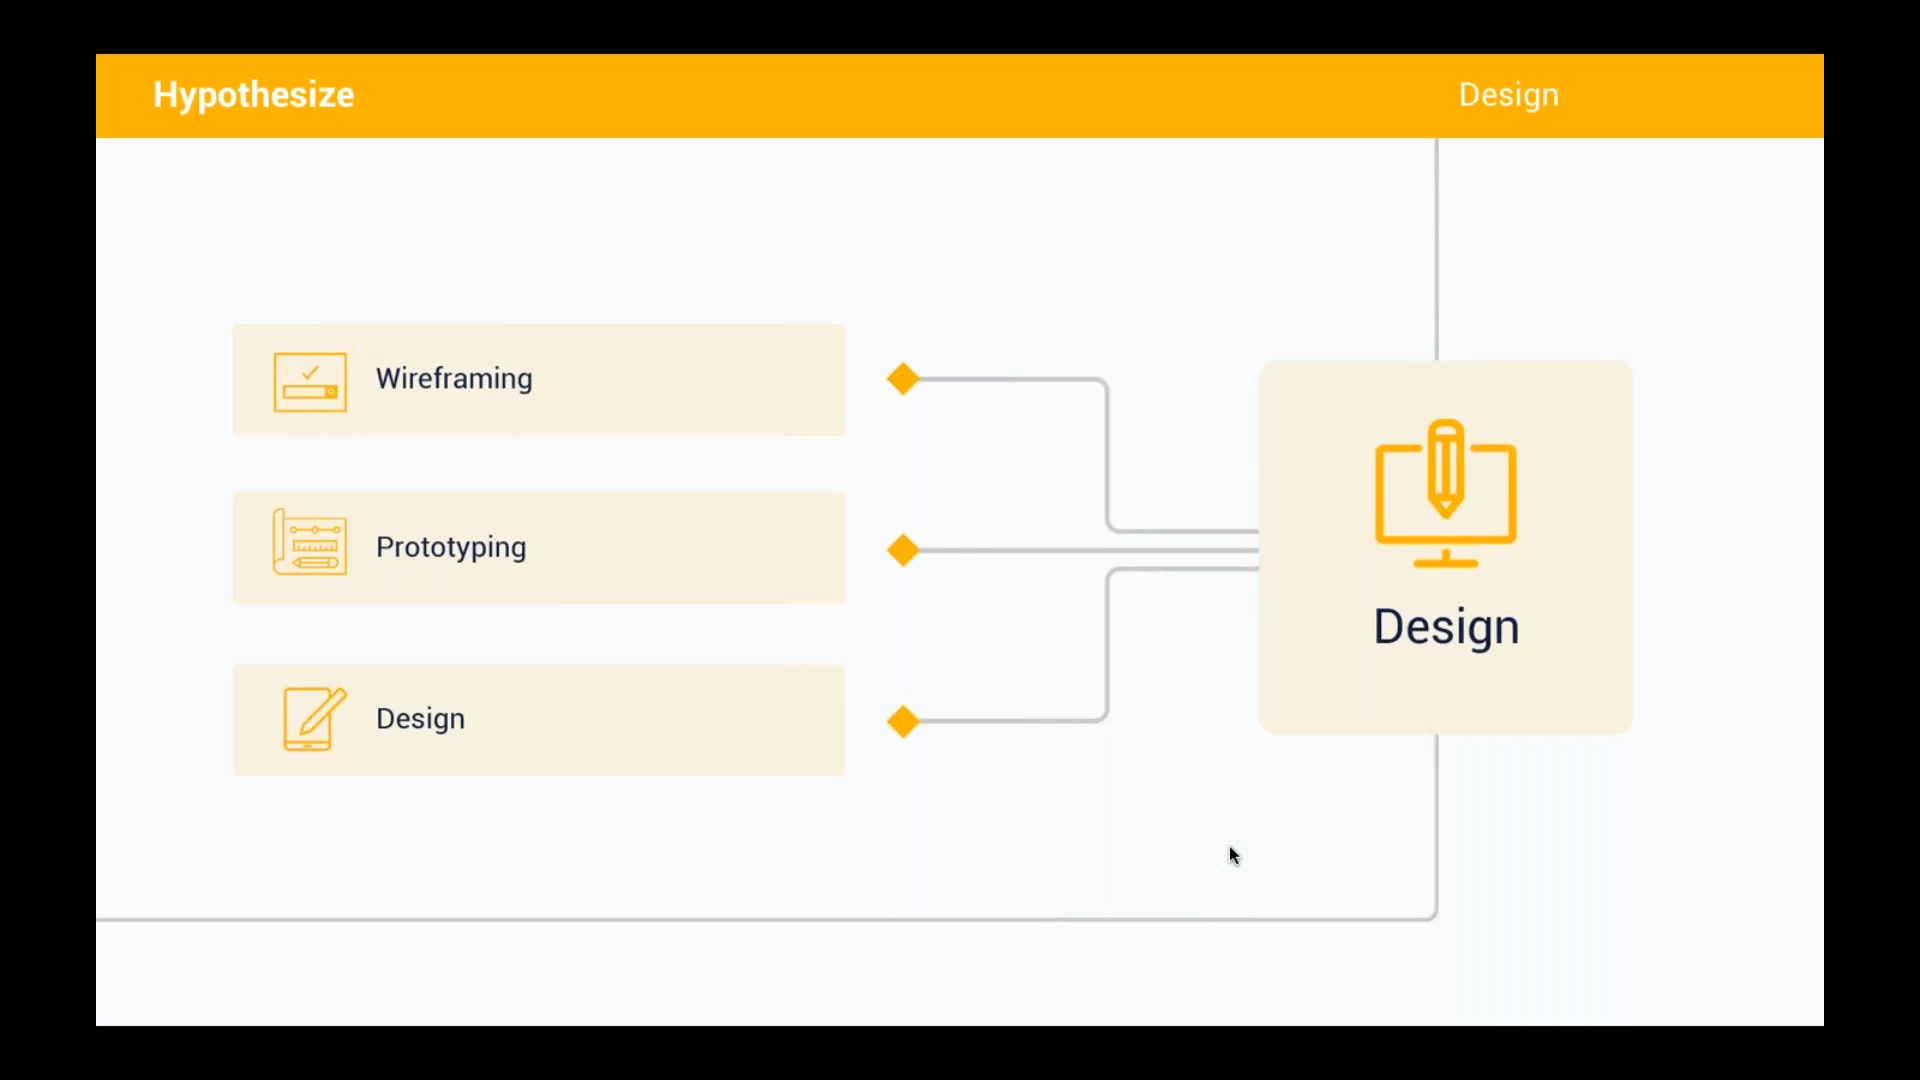 Hypothesize
Design
Wireframing
Prototyping
Design
Design